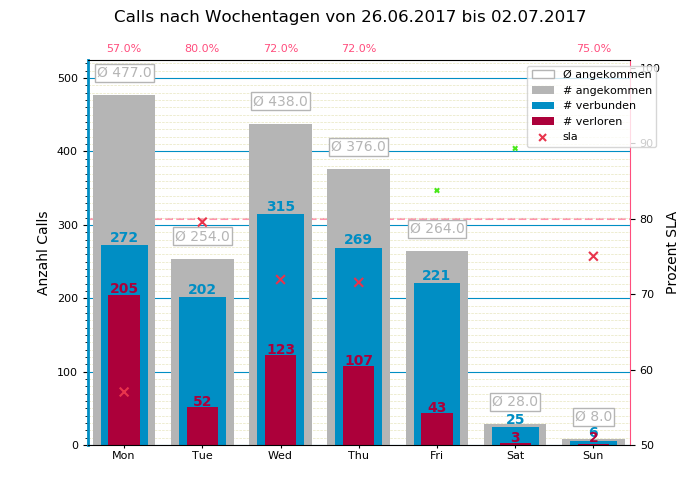 Calls nach Wochentagen von 26.06.2017 bis 02.07.2017
57.0% 80.0% 72.0% 72.0% 75.0%
Ø angekommen
# angekommen
# verbunden
# verloren
sla
Anzahl Calls
500
400
300
200
100
0
Prozent SLA
100
90
80
70
60
50
Ø 477.0
272
205
Ø 254.0
202
52
Ø 438.0
315
123
Ø 376.0
269
107
Ø 264.0
221
43
Ø 28.0
25
3
Ø 8.0
6
2
Mon Tue Wed Thu Fri Sat Sun